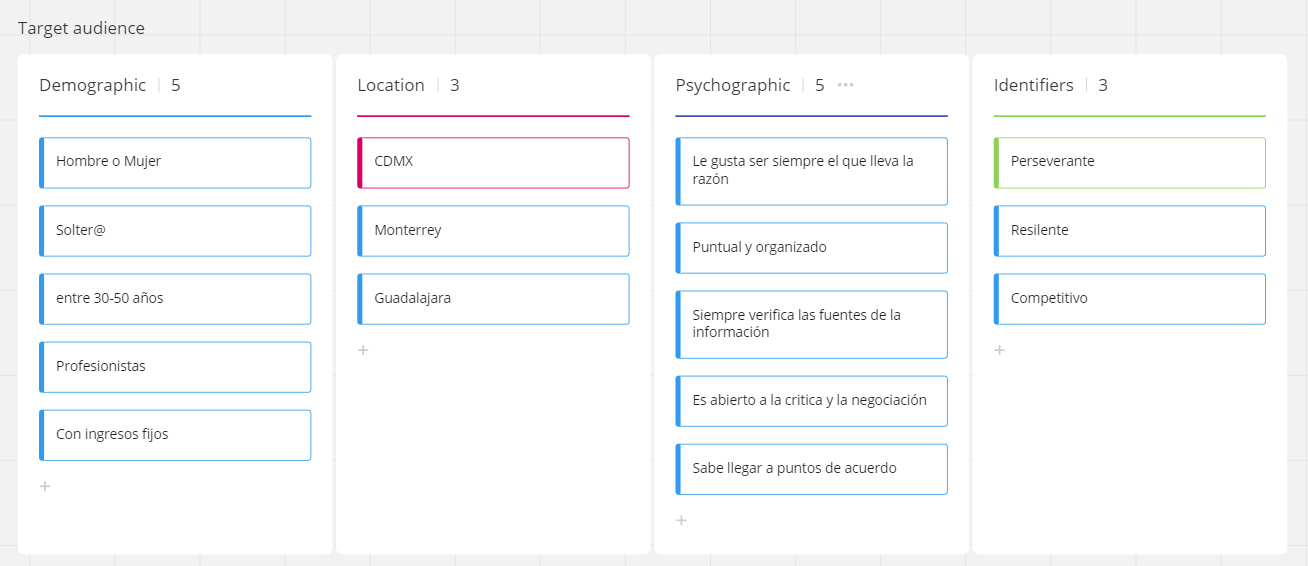 Target audience
Demographic | 5
Hombre o Mujer
Solter@
entre 30-50 años
Profesionistas
Con ingresos fijos
+
Location | 3
CDMX
Monterrey
Guadalajara
+
Psychographic | 5 ···
Le gusta ser siempre el que lleva la
razón
Puntual y organizado
Siempre verifica las fuentes de la
información
Es abierto a la critica y la negociación
Sabe llegar a puntos de acuerdo
+
Identifiers | 3
Perseverante
Resilente
Competitivo
+